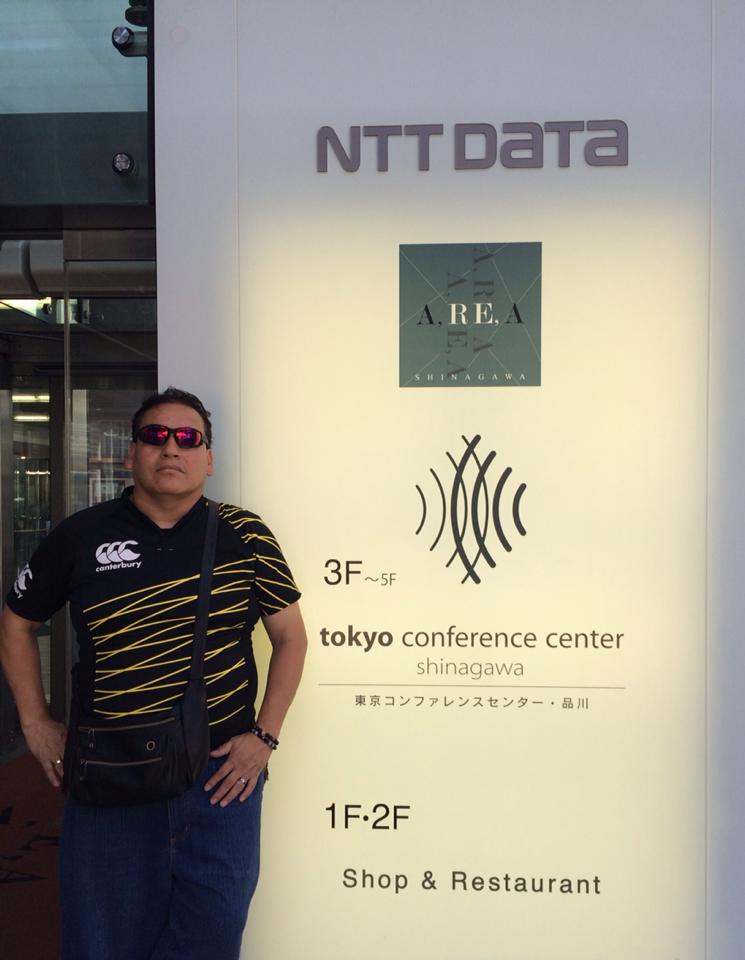 NTT DATA
A, RE, A
SHINAGAWA
canterbury
3F ～5F
tokyo conference center
shinagawa
東京コンファレンスセンター・品川
1F・2F
Shop & Restaurant